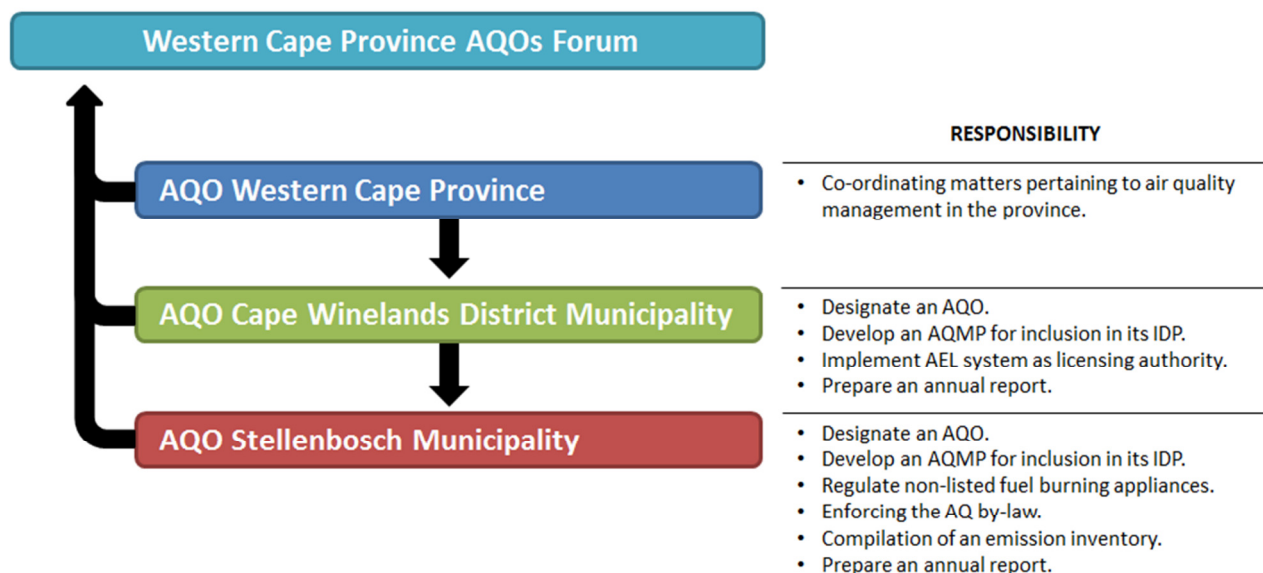 Western Cape Province AQOs Forum
RESPONSIBILITY
AQO Western Cape Province
• Co-ordinating matters pertaining to air quality
management in the province.
AQO Cape Winelands District Municipality
• Designate an AQO.
• Develop an AQMP for inclusion in its IDP.
• Implement AEL system as licensing authority.
• Prepare an annual report.
AQO Stellenbosch Municipality
• Designate an AQO.
• Develop an AQMP for inclusion in its IDP.
• Regulate non-listed fuel burning appliances.
• Enforcing the AQ by-law.
• Compilation of an emission inventory.
• Prepare an annual report.